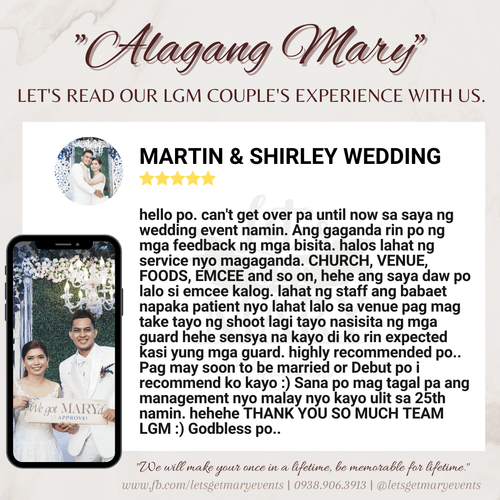 "Alagang Mary"
LET'S READ OUR LGM COUPLE'S EXPERIENCE WITH US.
MARTIN & SHIRLEY WEDDING
hello po. can't get over pa until now sa saya ng
wedding event namin. Ang gaganda rin po ng
mga feedback ng mga bisita. halos lahat ng
service nyo magaganda. CHURCH, VENUE,
FOODS, EMCEE and so on, hehe ang saya daw po
lalo si emcee kalog. lahat ng staff ang babaet
napaka patient nyo lahat lalo sa venue pag mag
take tayo ng shoot lagi tayo nasisita ng mga
guard hehe sensya na kayo di ko rin expected
kasi yung mga guard. highly recommended po..
Pag may soon to be married or Debut po i
recommend ko kayo :) Sana po mag tagal pa ang
management nyo malay nyo kayo ulit sa 25th
namin. hehehe THANK YOU SO MUCH TEAM
LGM :) Godbless po..
We got MARY'd
APPROVE!
"We will make your once in a lifetime, be memorable for lifetime."
www.fb.com/letsgetmaryevents | 0938.906.3913 | @letsgetmaryevents